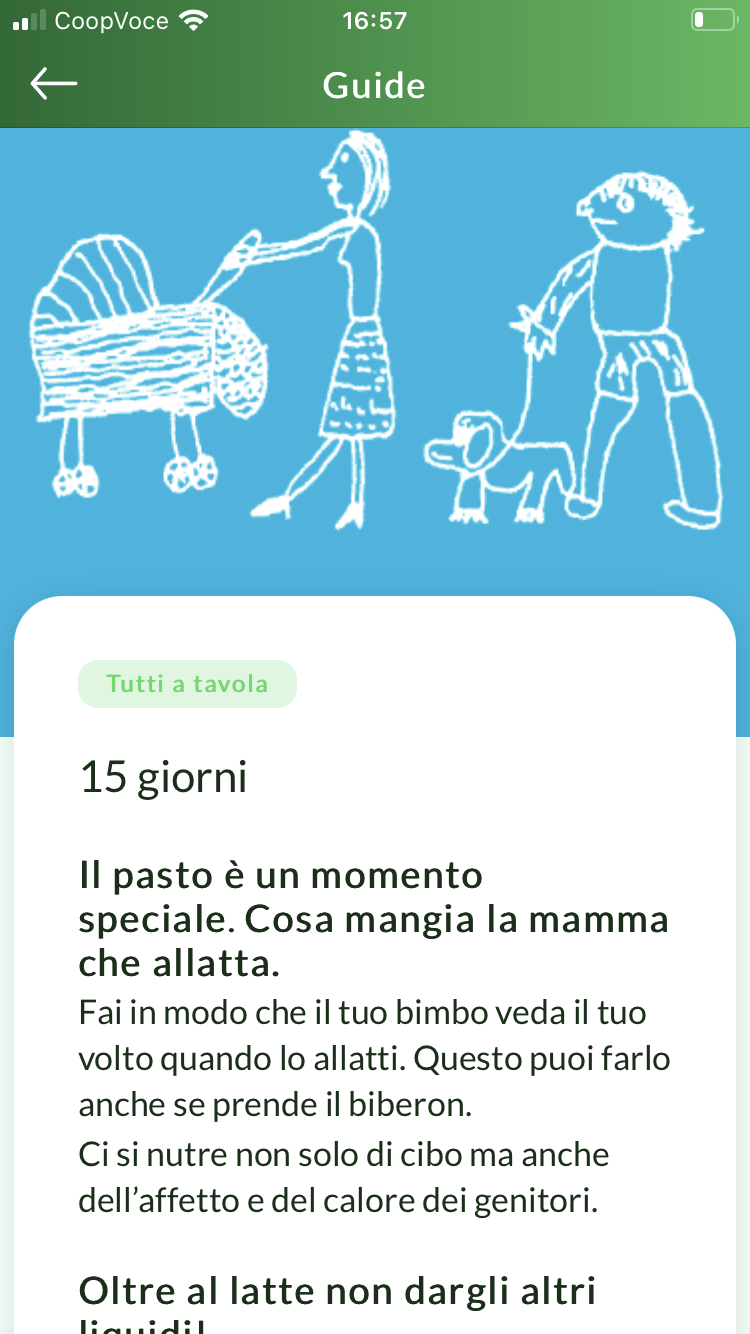 CoopVoce 16:57
Guide
Tutti a tavola
15 giorni
Il pasto è un momento
speciale. Cosa mangia la mamma
che allatta.
Fai in modo che il tuo bimbo veda il tuo
volto quando lo allatti. Questo puoi farlo
anche se prende il biberon.
Ci si nutre non solo di cibo ma anche
dell’affetto e del calore dei genitori.
Oltre al latte non dargli altri
liquidi!